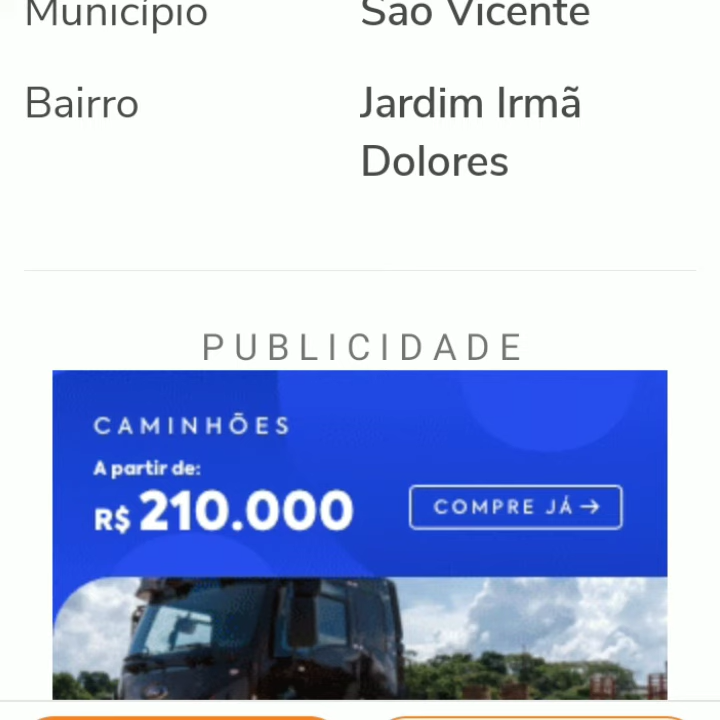 Município
São Vicente
Bairro
Jardim Irmã
Dolores
PUBLICIDADE
CAMINHÕES
A partir de:
R$ 210.000
COMPRE JÁ →